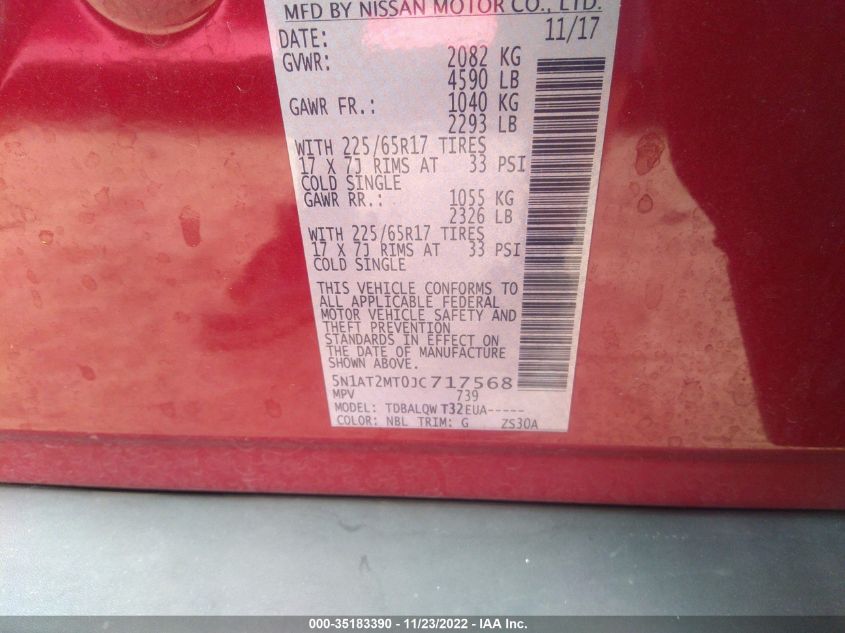 MFD BY NISSAN MOTOR CO., LTD.
DATE: 11/17
GVWR: 2082 KG
4590 LB
GAWR FR.: 1040 KG
2293 LB
WITH 225/65R17 TIRES
17 X 7J RIMS AT 33 PSI
COLD SINGLE
GAWR RR.: 1055 KG
2326 LB
WITH 225/65R17 TIRES
17 X 7J RIMS AT 33 PSI
COLD SINGLE
THIS VEHICLE CONFORMS TO
ALL APPLICABLE FEDERAL
MOTOR VEHICLE SAFETY AND
THEFT PREVENTION
STANDARDS IN EFFECT ON
THE DATE OF MANUFACTURE
SHOWN ABOVE.
5N1AT2MT0JC717568
MPV 739
MODEL: TDBALQW T32EUA-----
COLOR: NBL TRIM: G ZS30A
000-35183390 - 11/23/2022 - IAA Inc.